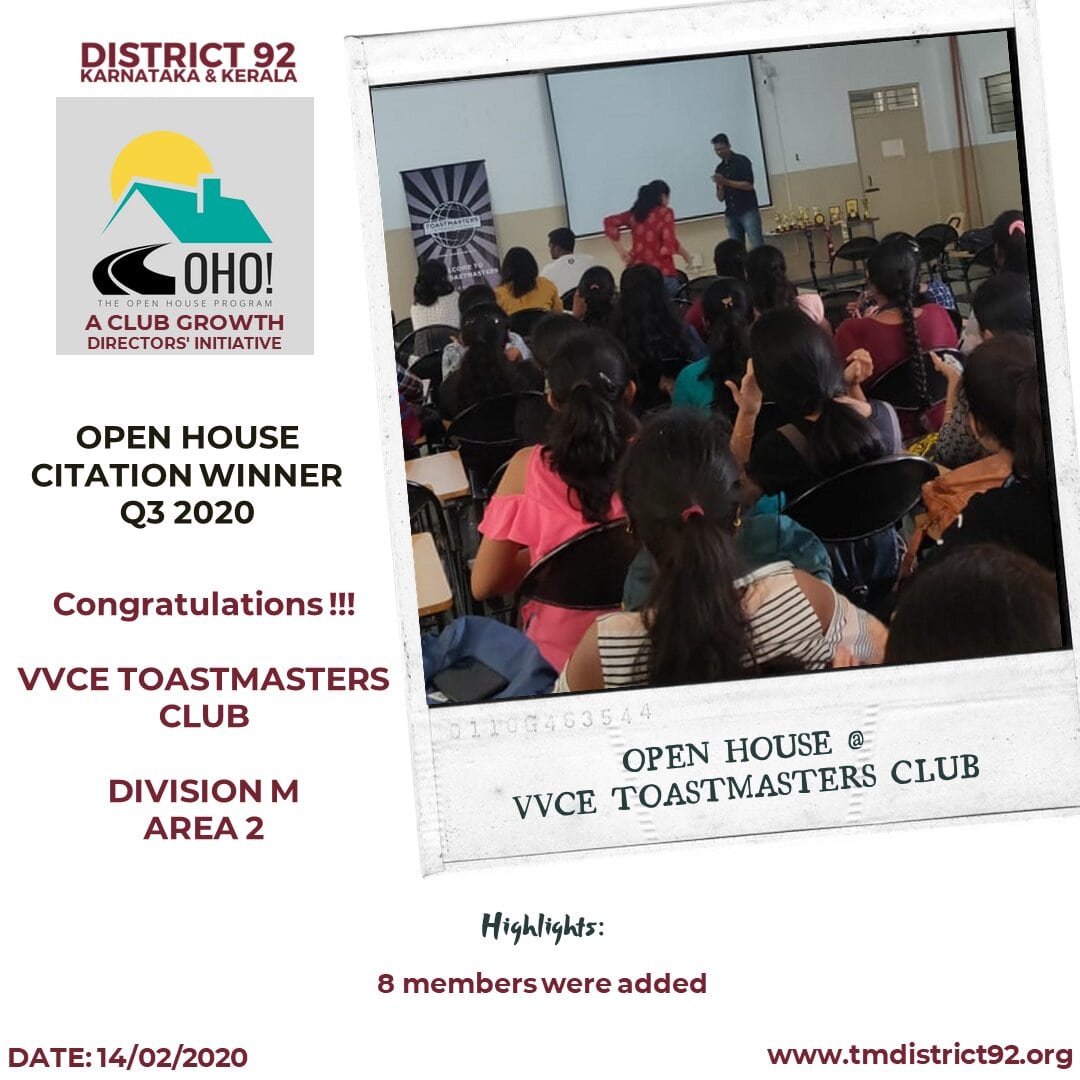 DISTRICT 92
KARNATAKA & KERALA
OHO!
THE OPEN HOUSE PROGRAM
A CLUB GROWTH
DIRECTORS' INITIATIVE
OPEN HOUSE
CITATION WINNER
Q3 2020
Congratulations !!!
VVCE TOASTMASTERS
CLUB
DIVISION M
AREA 2
TOASTMASTERS
OPEN HOUSE @
VVCE TOASTMASTERS CLUB
Highlights:
8 members were added
DATE: 14/02/2020
www.tmdistrict92.org